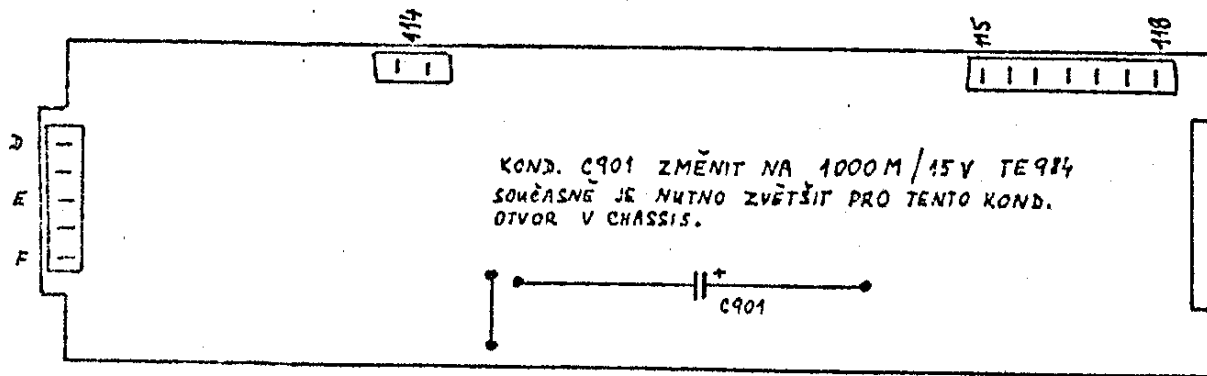 114
115
118
D
E
F
KOND. C901 ZMĚNIT NA 1000M/15V TE984
SOUČASNĚ JE NUTNO ZVĚTŠIT PRO TENTO KOND.
OTVOR V CHASSIS.
+
C901